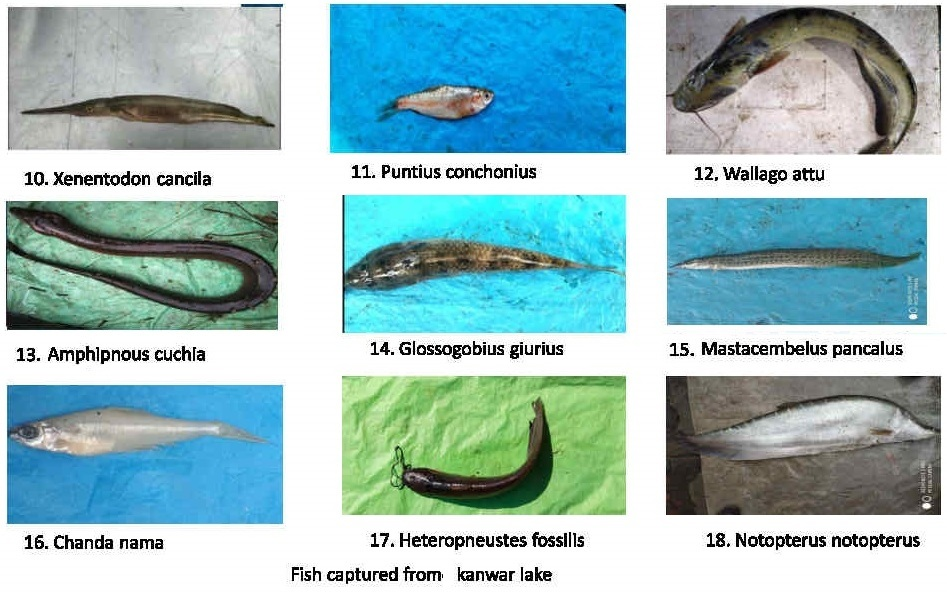 10. Xenentodon cancila
11. Puntius conchonius
12. Wallago attu
13. Amphipnous cuchia
14. Glossogobius giurius
15. Mastacembelus pancalus
16. Chanda nama
17. Heteropneustes fossilis
18. Notopterus notopterus
Fish captured from kanwar lake